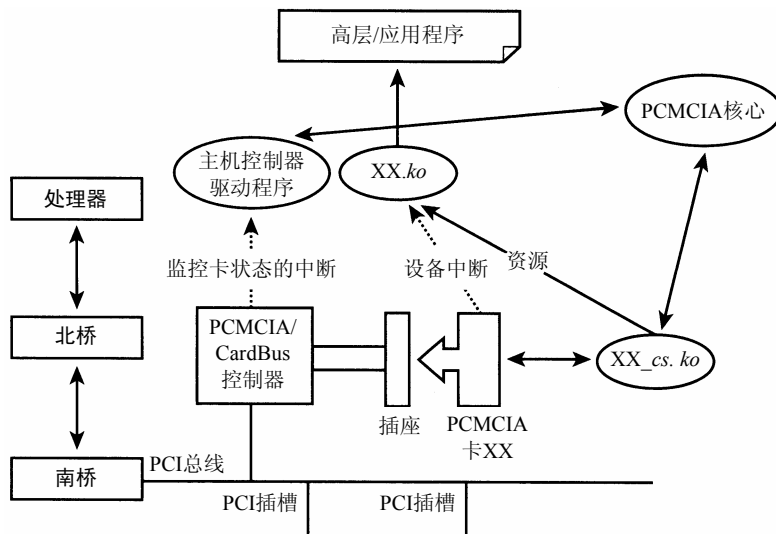 高层/应用程序
PCMCIA核心
主机控制器
驱动程序
XX.ko
处理器
监控卡状态的中断
设备中断
资源
北桥
PCMCIA/
CardBus
控制器
XX_cs. ko
插座
PCMCIA
卡XX
南桥
PCI总线
PCI插槽
PCI插槽